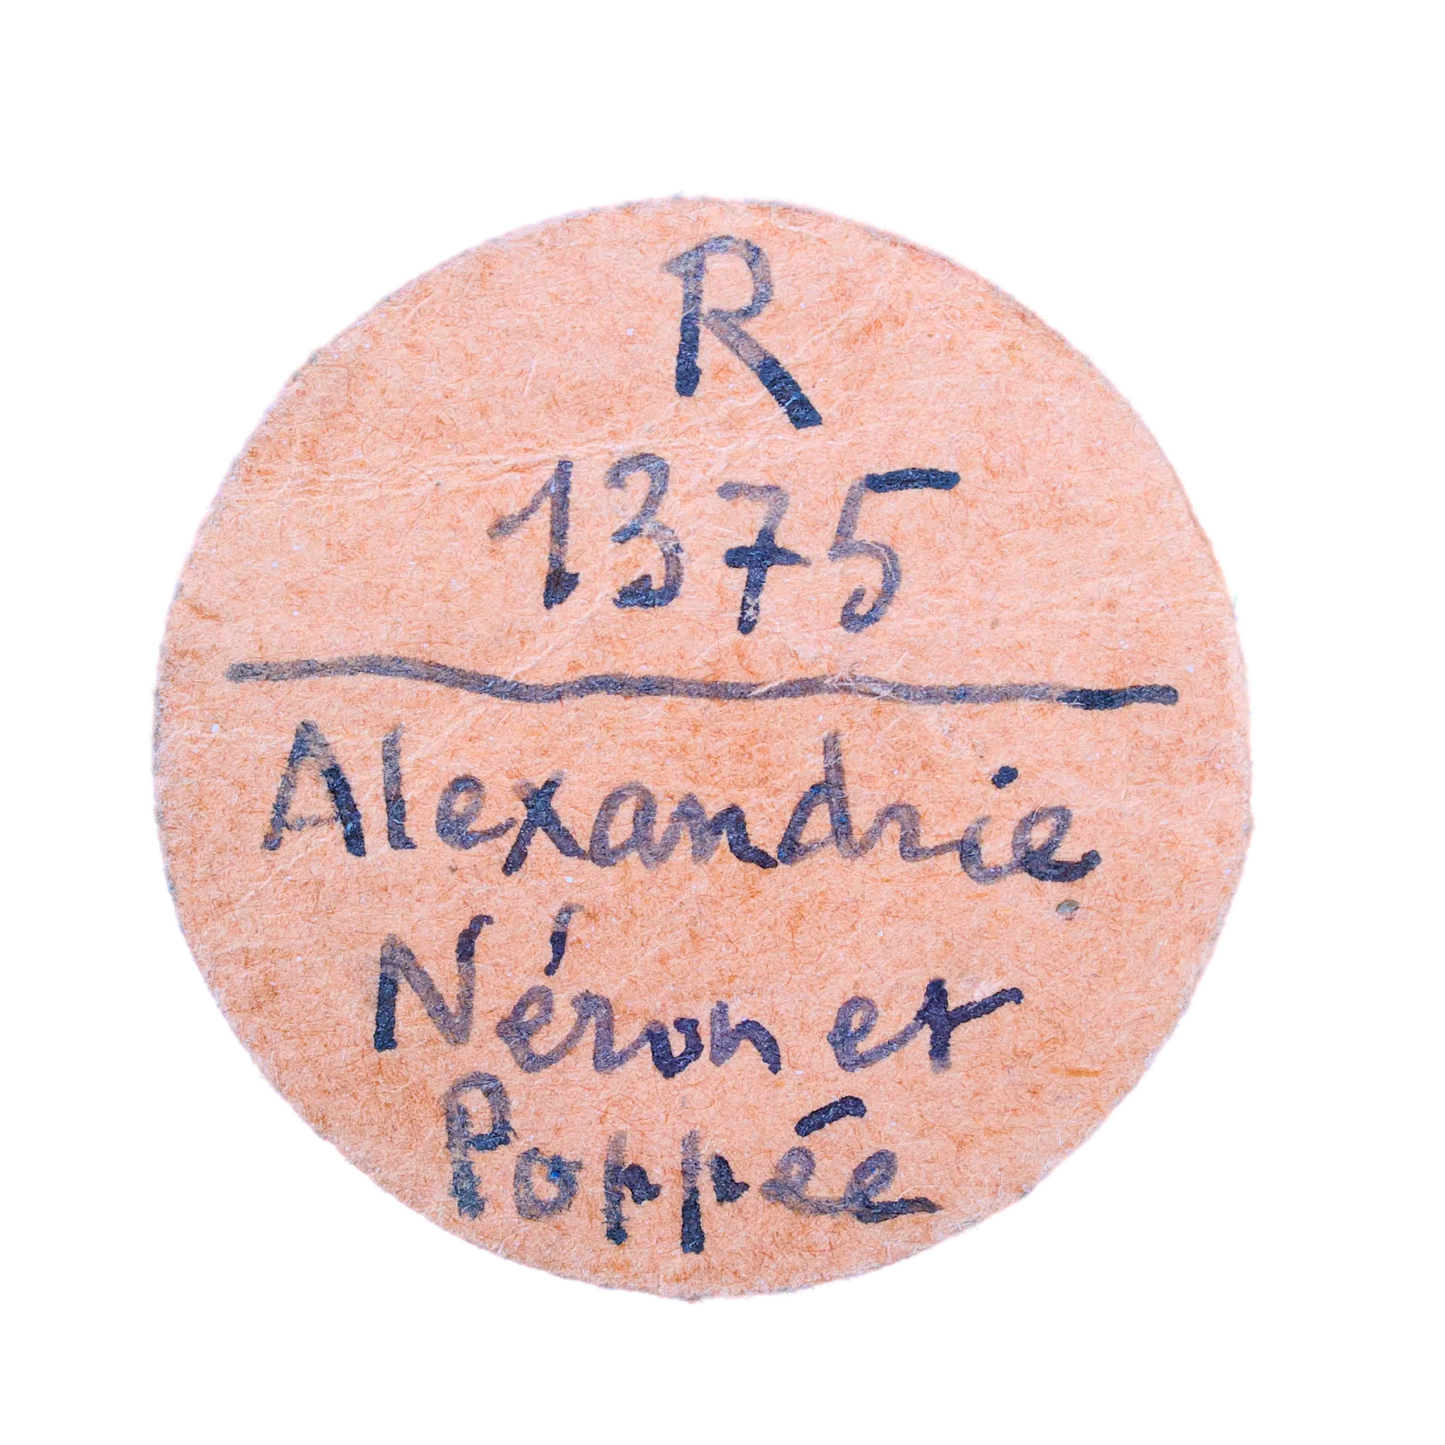 R
1375
Alexandrie
Néron et
Poppée